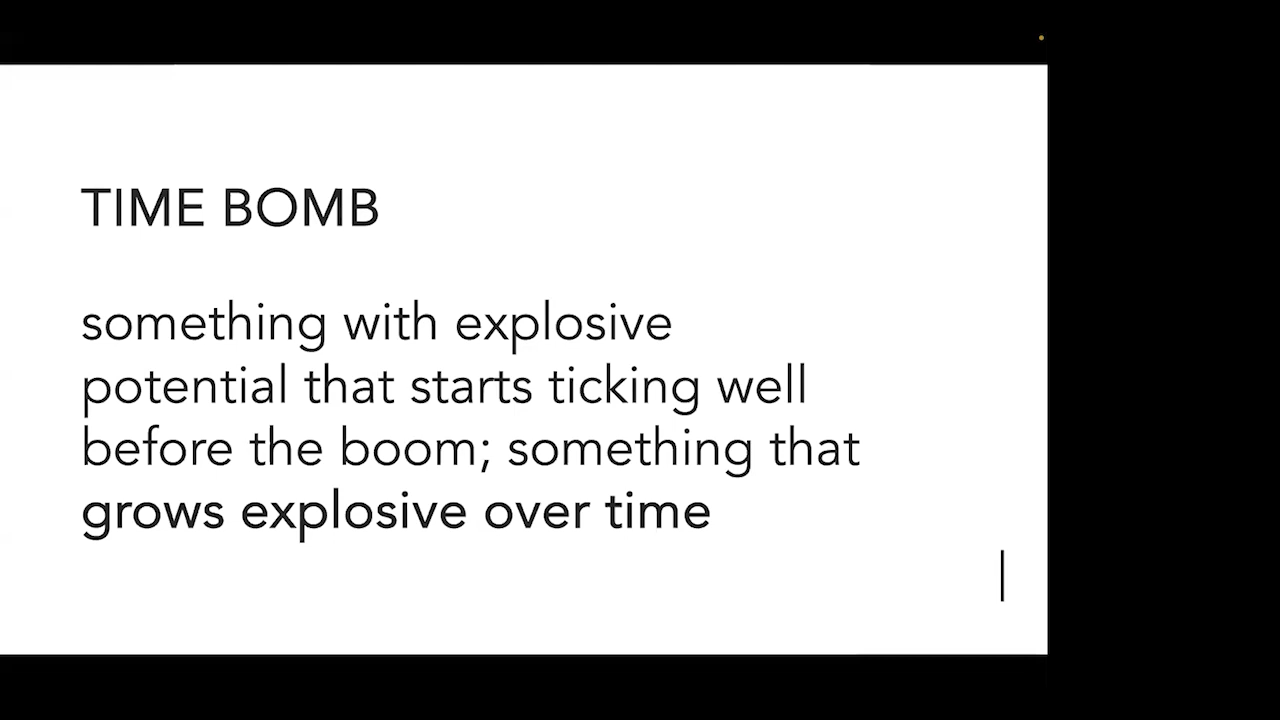 TIME BOMB
something with explosive
potential that starts ticking well
before the boom; something that
grows explosive over time